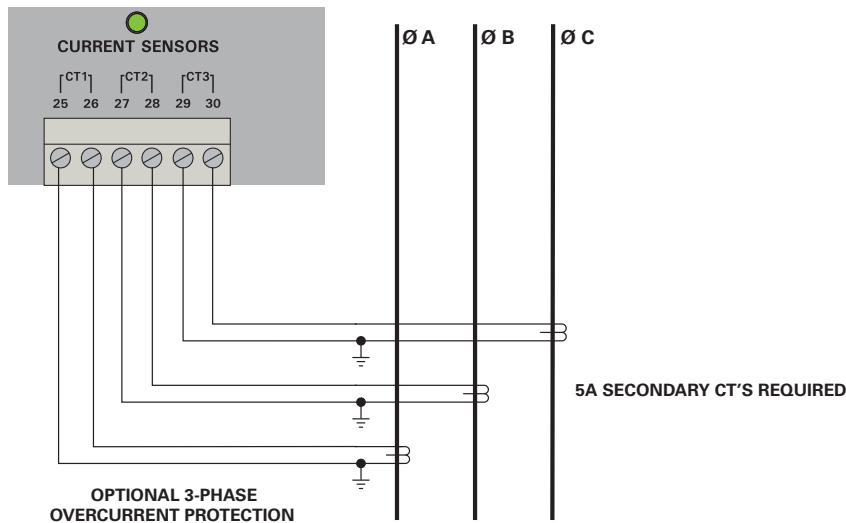 CURRENT SENSORS
CT1 CT2 CT3
25 26 27 28 29 30
Ø A Ø B Ø C
5A SECONDARY CT'S REQUIRED
OPTIONAL 3-PHASE
OVERCURRENT PROTECTION